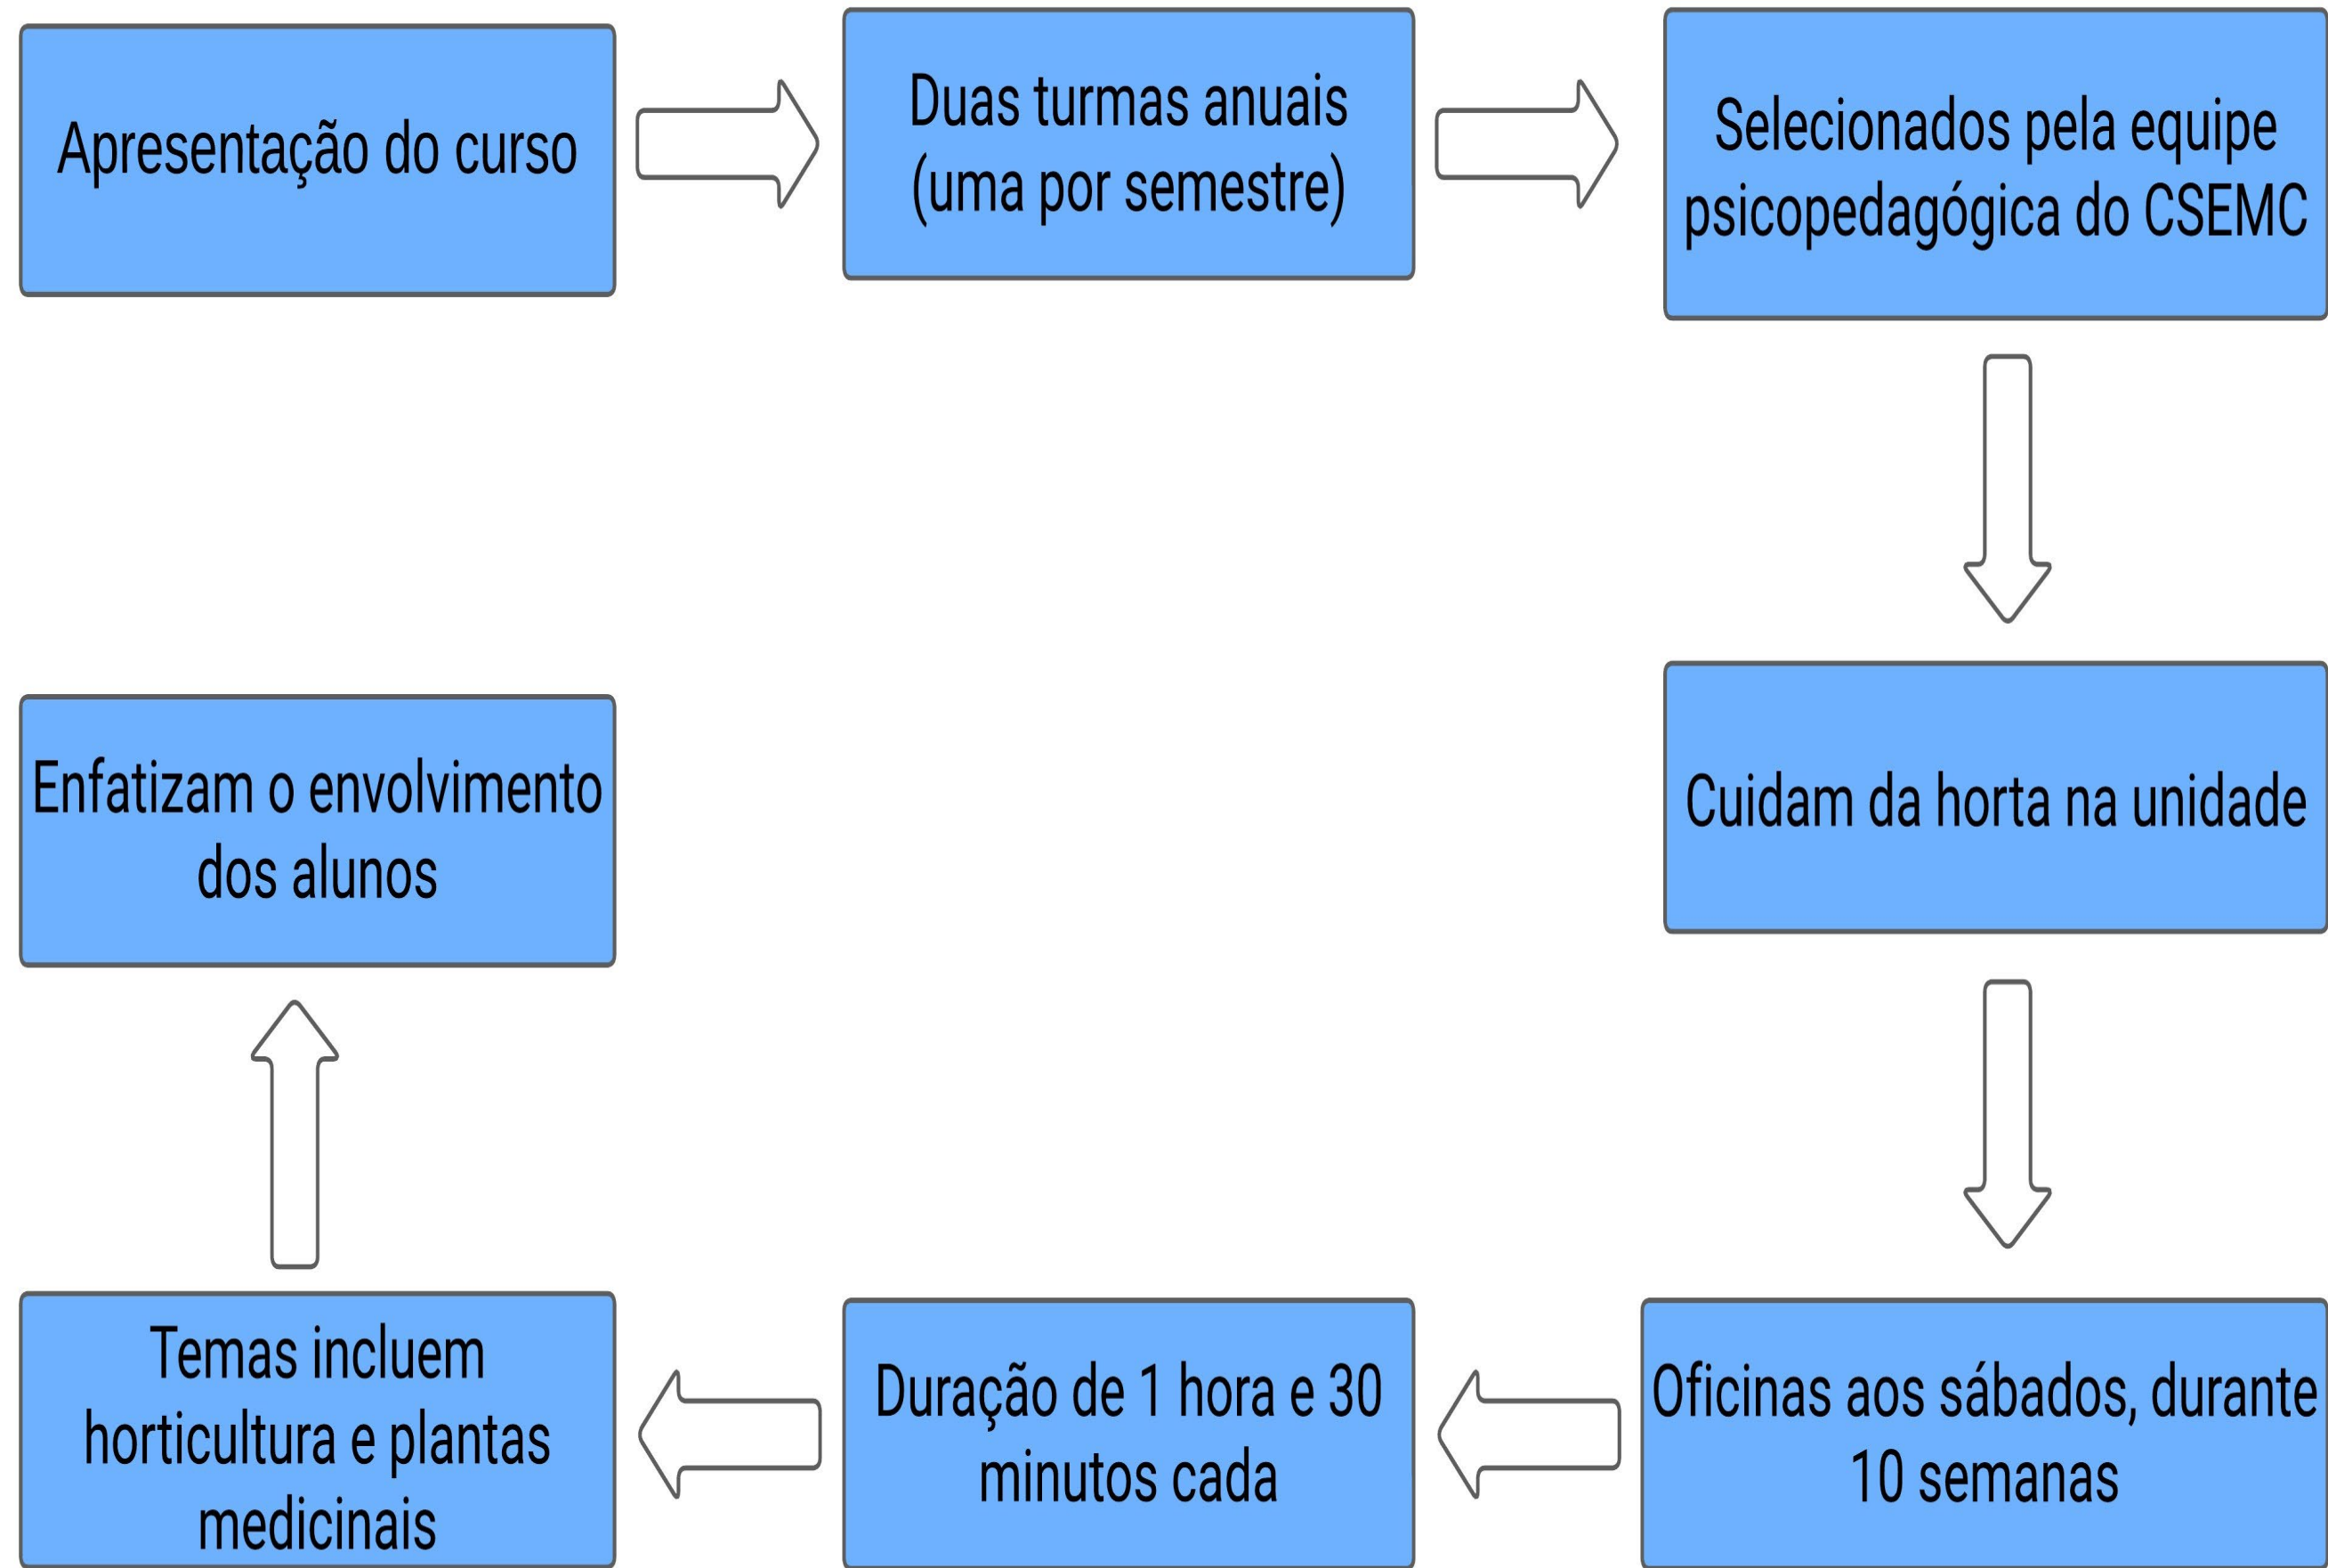 Apresentação do curso
Duas turmas anuais
(uma por semestre)
Selecionados pela equipe
psicopedagógica do CSEMC
Cuidam da horta na unidade
Oficinas aos sábados, durante
10 semanas
Duração de 1 hora e 30
minutos cada
Temas incluem
horticultura e plantas
medicinais
Enfatizam o envolvimento
dos alunos